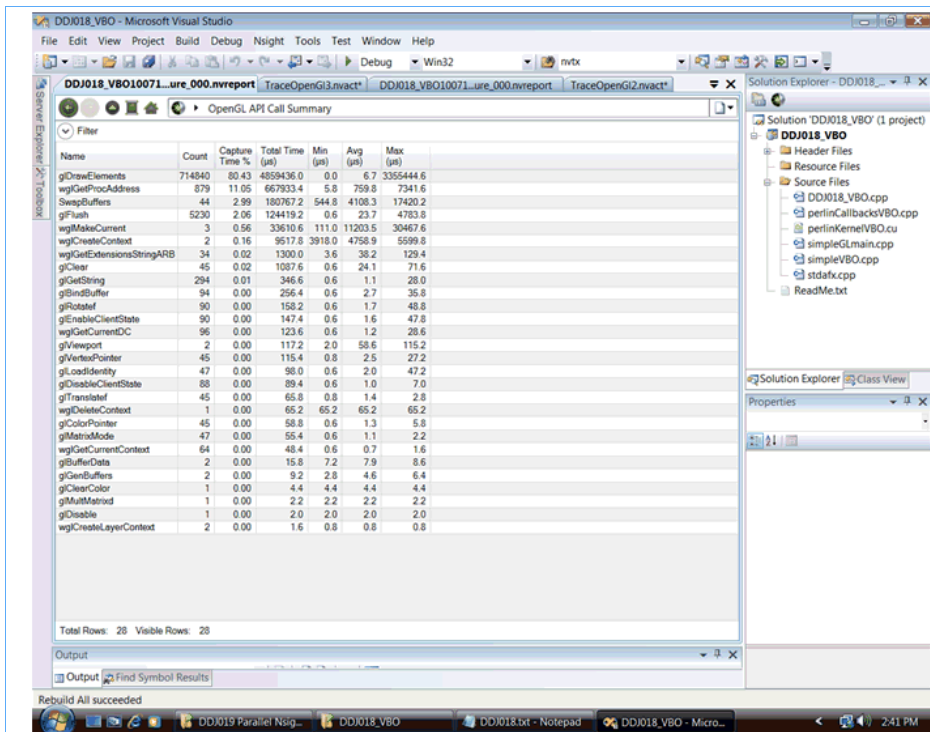 DDJ018_VBO - Microsoft Visual Studio
File Edit View Project Build Debug Nsight Tools Test Window Help
Debug Win32 nvtx
DDJ018_VBO10071...ure_000.nvreport TraceOpenGl3.nvact* DDJ018_VBO10071...ure_000.nvreport TraceOpenGl2.nvact*
Server Explorer
Toolbox
OpenGL API Call Summary
Filter
Name Count Capture Time % Total Time (µs) Min (µs) Avg (µs) Max (µs)
glDrawElements 714840 80.43 4859436.0 0.0 6.7 3355444.6
wglGetProcAddress 879 11.05 667933.4 5.8 759.8 7341.6
SwapBuffers 44 2.99 180767.2 544.8 4108.3 17420.2
glFlush 5230 2.06 124419.2 0.6 23.7 4783.8
wglMakeCurrent 3 0.56 33610.6 111.0 11203.5 30467.6
wglCreateContext 2 0.16 9517.8 3918.0 4758.9 5599.8
wglGetExtensionsStringARB 34 0.02 1300.0 3.6 38.2 129.4
glClear 45 0.02 1087.6 0.6 24.1 71.6
glGetString 294 0.01 346.6 0.6 1.1 28.0
glBindBuffer 94 0.00 256.4 0.6 2.7 35.8
glRotatef 90 0.00 158.2 0.6 1.7 48.8
glEnableClientState 90 0.00 147.4 0.6 1.6 47.8
wglGetCurrentDC 96 0.00 123.6 0.6 1.2 28.6
glViewport 2 0.00 117.2 2.0 58.6 115.2
glVertexPointer 45 0.00 115.4 0.8 2.5 27.2
glLoadIdentity 47 0.00 98.0 0.6 2.0 47.2
glDisableClientState 88 0.00 89.4 0.6 1.0 7.0
glTranslatef 45 0.00 65.8 0.8 1.4 2.8
wglDeleteContext 1 0.00 65.2 65.2 65.2 65.2
glColorPointer 45 0.00 58.8 0.6 1.3 5.8
glMatrixMode 47 0.00 55.4 0.6 1.1 2.2
wglGetCurrentContext 64 0.00 48.4 0.6 0.7 1.6
glBufferData 2 0.00 15.8 7.2 7.9 8.6
glGenBuffers 2 0.00 9.2 2.8 4.6 6.4
glClearColor 1 0.00 4.4 4.4 4.4 4.4
glMultMatrixd 1 0.00 2.2 2.2 2.2 2.2
glDisable 1 0.00 2.0 2.0 2.0 2.0
wglCreateLayerContext 2 0.00 1.6 0.8 0.8 0.8
Total Rows: 28 Visible Rows: 28
Output
Output Find Symbol Results
Solution Explorer - DDJ018_...
Solution 'DDJ018_VBO' (1 project)
DDJ018_VBO
Header Files
Resource Files
Source Files
DDJ018_VBO.cpp
perlinCallbacksVBO.cpp
perlinKernelVBO.cu
simpleGLmain.cpp
simpleVBO.cpp
stdafx.cpp
ReadMe.txt
Solution Explorer Class View
Properties
Rebuild All succeeded
DDJ019 Parallel Nsig... DDJ018_VBO DDJ018.txt - Notepad DDJ018_VBO - Micro... 2:41 PM